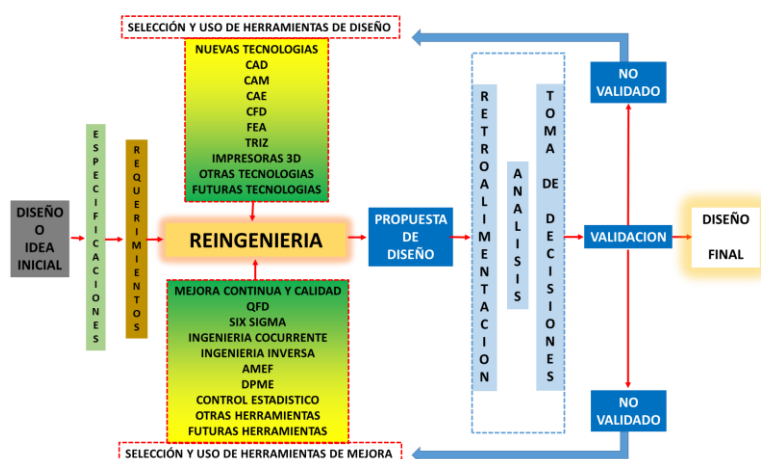 SELECCIÓN Y USO DE HERRAMIENTAS DE DISEÑO
NUEVAS TECNOLOGIAS
CAD
CAM
CAE
CFD
FEA
TRIZ
IMPRESORAS 3D
OTRAS TECNOLOGIAS
FUTURAS TECNOLOGIAS
DISEÑO
O
IDEA
INICIAL
ESPECIFICACIONES
REQUERIMIENTOS
REINGENIERIA
MEJORA CONTINUA Y CALIDAD
QFD
SIX SIGMA
INGENIERIA COCURRENTE
INGENIERIA INVERSA
AMEF
DPME
CONTROL ESTADISTICO
OTRAS HERRAMIENTAS
FUTURAS HERRAMIENTAS
SELECCIÓN Y USO DE HERRAMIENTAS DE MEJORA
PROPUESTA
DE
DISEÑO
RETROALIMENTACION
ANALISIS
TOMA DE DECISIONES
NO
VALIDADO
VALIDACION
NO
VALIDADO
DISEÑO
FINAL